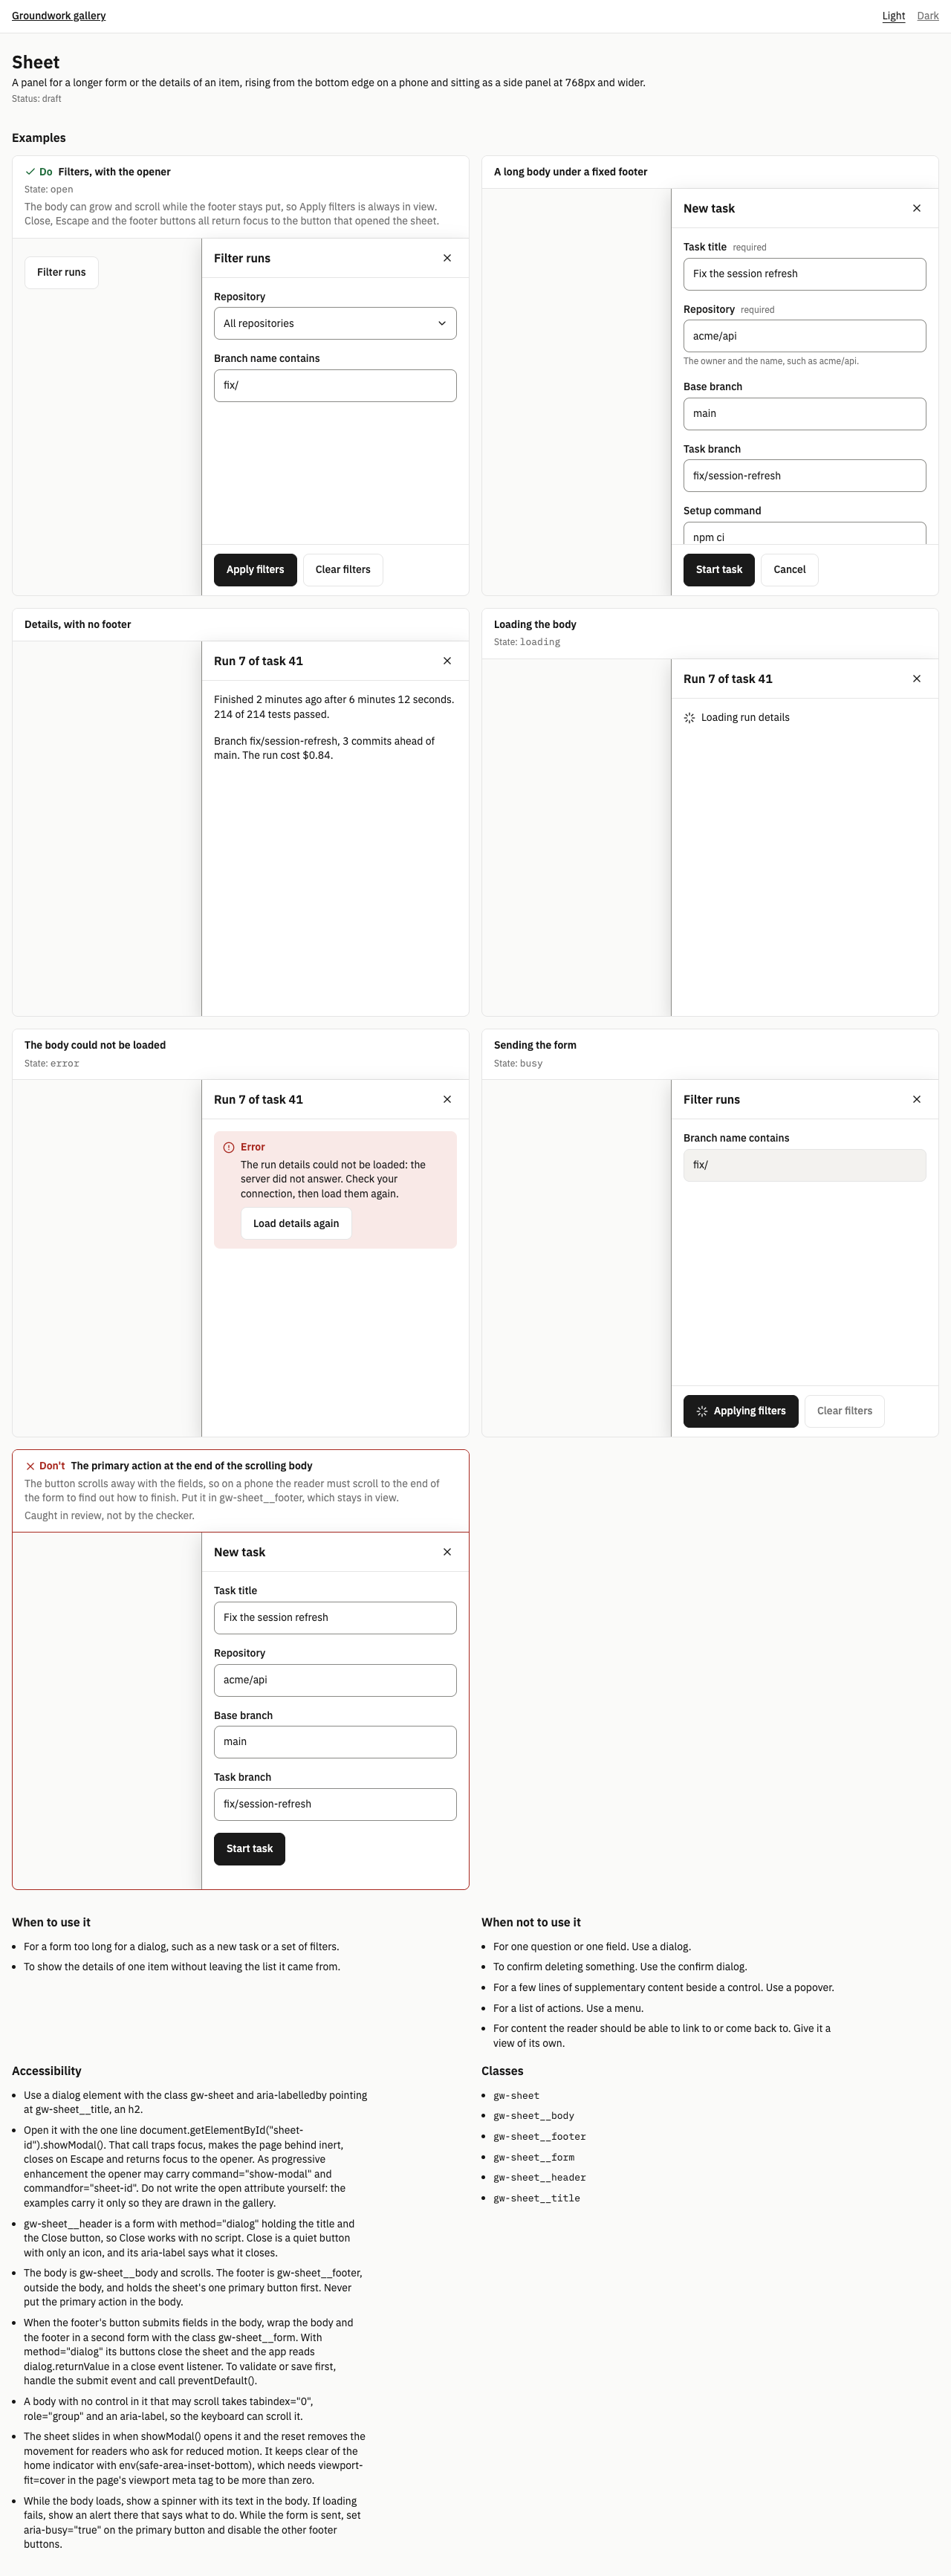 Groundwork gallery
Light Dark
Sheet
A panel for a longer form or the details of an item, rising from the bottom edge on a phone and sitting as a side panel at 768px and wider.
Status: draft
Examples
Do Filters, with the opener
State: open
The body can grow and scroll while the footer stays put, so Apply filters is always in view.
Close, Escape and the footer buttons all return focus to the button that opened the sheet.
Filter runs
Filter runs
Repository
All repositories
Branch name contains
fix/
Apply filters Clear filters
A long body under a fixed footer
New task
Task title required
Fix the session refresh
Repository required
acme/api
The owner and the name, such as acme/api.
Base branch
main
Task branch
fix/session-refresh
Setup command
npm ci
Start task Cancel
Details, with no footer
Run 7 of task 41
Finished 2 minutes ago after 6 minutes 12 seconds.
214 of 214 tests passed.
Branch fix/session-refresh, 3 commits ahead of
main. The run cost $0.84.
Loading the body
State: loading
Run 7 of task 41
Loading run details
The body could not be loaded
State: error
Run 7 of task 41
Error
The run details could not be loaded: the
server did not answer. Check your
connection, then load them again.
Load details again
Sending the form
State: busy
Filter runs
Branch name contains
fix/
Applying filters Clear filters
Don't The primary action at the end of the scrolling body
The button scrolls away with the fields, so on a phone the reader must scroll to the end of
the form to find out how to finish. Put it in gw-sheet__footer, which stays in view.
Caught in review, not by the checker.
New task
Task title
Fix the session refresh
Repository
acme/api
Base branch
main
Task branch
fix/session-refresh
Start task
When to use it
For a form too long for a dialog, such as a new task or a set of filters.
To show the details of one item without leaving the list it came from.
When not to use it
For one question or one field. Use a dialog.
To confirm deleting something. Use the confirm dialog.
For a few lines of supplementary content beside a control. Use a popover.
For a list of actions. Use a menu.
For content the reader should be able to link to or come back to. Give it a
view of its own.
Accessibility
Use a dialog element with the class gw-sheet and aria-labelledby pointing
at gw-sheet__title, an h2.
Open it with the one line document.getElementById("sheet-
id").showModal(). That call traps focus, makes the page behind inert,
closes on Escape and returns focus to the opener. As progressive
enhancement the opener may carry command="show-modal" and
commandfor="sheet-id". Do not write the open attribute yourself: the
examples carry it only so they are drawn in the gallery.
gw-sheet__header is a form with method="dialog" holding the title and
the Close button, so Close works with no script. Close is a quiet button
with only an icon, and its aria-label says what it closes.
The body is gw-sheet__body and scrolls. The footer is gw-sheet__footer,
outside the body, and holds the sheet's one primary button first. Never
put the primary action in the body.
When the footer's button submits fields in the body, wrap the body and
the footer in a second form with the class gw-sheet__form. With
method="dialog" its buttons close the sheet and the app reads
dialog.returnValue in a close event listener. To validate or save first,
handle the submit event and call preventDefault().
A body with no control in it that may scroll takes tabindex="0",
role="group" and an aria-label, so the keyboard can scroll it.
The sheet slides in when showModal() opens it and the reset removes the
movement for readers who ask for reduced motion. It keeps clear of the
home indicator with env(safe-area-inset-bottom), which needs viewport-
fit=cover in the page's viewport meta tag to be more than zero.
While the body loads, show a spinner with its text in the body. If loading
fails, show an alert there that says what to do. While the form is sent, set
aria-busy="true" on the primary button and disable the other footer
buttons.
Classes
gw-sheet
gw-sheet__body
gw-sheet__footer
gw-sheet__form
gw-sheet__header
gw-sheet__title